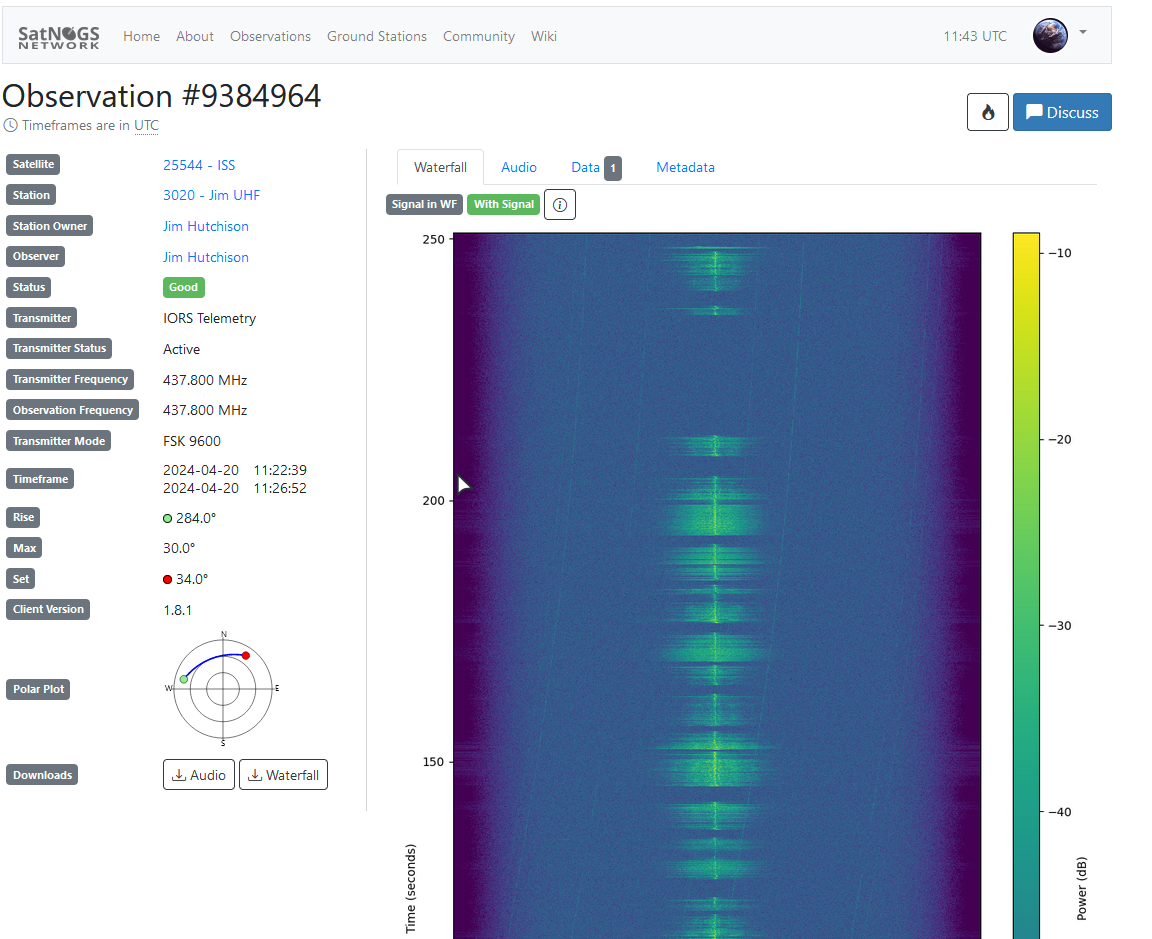 SatNOGS
NETWORK
Home About Observations Ground Stations Community Wiki
11:43 UTC
Observation #9384964
Timeframes are in UTC
Discuss
Satellite 25544 - ISS
Station 3020 - Jim UHF
Station Owner Jim Hutchison
Observer Jim Hutchison
Status Good
Transmitter IORS Telemetry
Transmitter Status Active
Transmitter Frequency 437.800 MHz
Observation Frequency 437.800 MHz
Transmitter Mode FSK 9600
Timeframe 2024-04-20 11:22:39
2024-04-20 11:26:52
Rise 284.0°
Max 30.0°
Set 34.0°
Client Version 1.8.1
Polar Plot
N
W E
S
Downloads Audio Waterfall
Waterfall Audio Data 1 Metadata
Signal in WF With Signal
250
200
150
Time (seconds)
−10
−20
−30
−40
Power (dB)